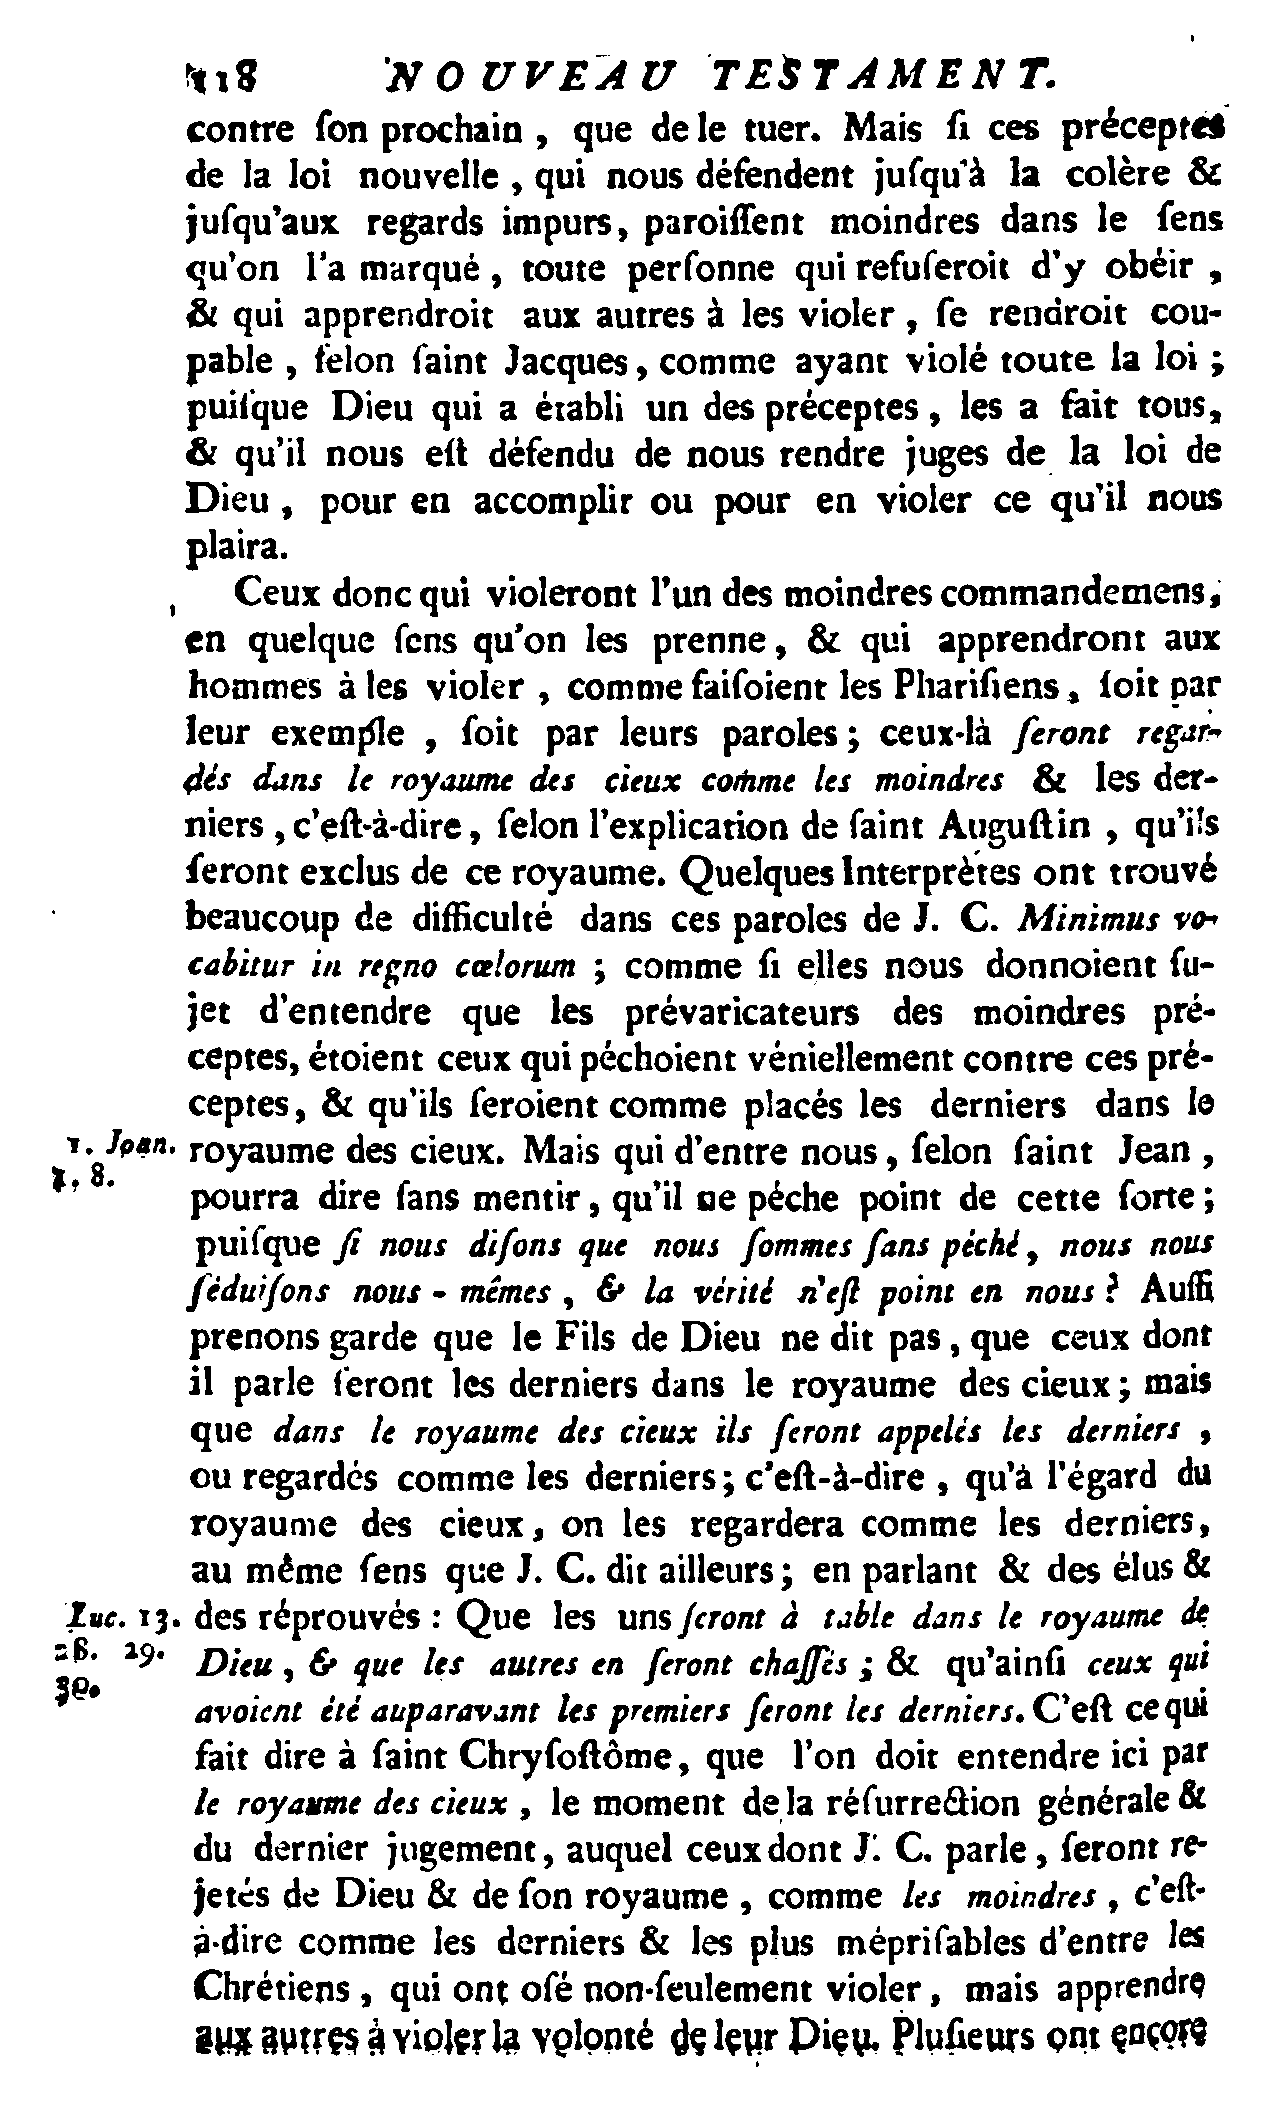 118 NOUVEAU TESTAMENT.
contre ſon prochain, que de le tuer. Mais ſi ces préceptes
de la loi nouvelle, qui nous défendent juſqu'à la colère &
juſqu'aux regards impurs, paroiſſent moindres dans le ſens
qu'on l'a marqué, toute perſonne qui refuſeroit d'y obéir,
& qui apprendroit aux autres à les violer, ſe rendroit cou-
pable, ſelon ſaint Jacques, comme ayant violé toute la loi;
puiſque Dieu qui a établi un des préceptes, les a fait tous,
& qu'il nous eſt défendu de nous rendre juges de la loi de
Dieu, pour en accomplir ou pour en violer ce qu'il nous
plaira.
Ceux donc qui violeront l'un des moindres commandemens,
en quelque ſens qu'on les prenne, & qui apprendront aux
hommes à les violer, comme faiſoient les Phariſiens, ſoit par
leur exemple, ſoit par leurs paroles; ceux-là ſeront regar-
dés dans le royaume des cieux comme les moindres & les der-
niers, c'eſt-à-dire, ſelon l'explication de ſaint Auguſtin, qu'ils
ſeront exclus de ce royaume. Quelques Interprètes ont trouvé
beaucoup de difficulté dans ces paroles de J. C. Minimus vo-
cabitur in regno cœlorum; comme ſi elles nous donnoient ſu-
jet d'entendre que les prévaricateurs des moindres pré-
ceptes, étoient ceux qui péchoient véniellement contre ces pré-
ceptes, & qu'ils ſeroient comme placés les derniers dans le
1. Joan. royaume des cieux. Mais qui d'entre nous, ſelon ſaint Jean,
1, 8. pourra dire ſans mentir, qu'il ne péche point de cette ſorte;
puiſque ſi nous diſons que nous ſommes ſans péché, nous nous
ſéduiſons nous-mêmes, & la vérité n'eſt point en nous? Auſſi
prenons garde que le Fils de Dieu ne dit pas, que ceux dont
il parle ſeront les derniers dans le royaume des cieux; mais
que dans le royaume des cieux ils ſeront appelés les derniers,
ou regardés comme les derniers; c'eſt-à-dire, qu'à l'égard du
royaume des cieux, on les regardera comme les derniers,
au même ſens que J. C. dit ailleurs; en parlant & des élus &
Luc. 13. des réprouvés: Que les uns ſeront à table dans le royaume de
28. 29. Dieu, & que les autres en ſeront chaſſés; & qu'ainſi ceux qui
30. avoient été auparavant les premiers ſeront les derniers. C'eſt ce qui
fait dire à ſaint Chryſoſtôme, que l'on doit entendre ici par
le royaume des cieux, le moment de la réſurrection générale &
du dernier jugement, auquel ceux dont J. C. parle, ſeront re-
jetés de Dieu & de ſon royaume, comme les moindres, c'eſt-
à-dire comme les derniers & les plus mépriſables d'entre les
Chrétiens, qui ont oſé non-ſeulement violer, mais apprendre
aux autres à violer la volonté de leur Dieu. Pluſieurs ont encore